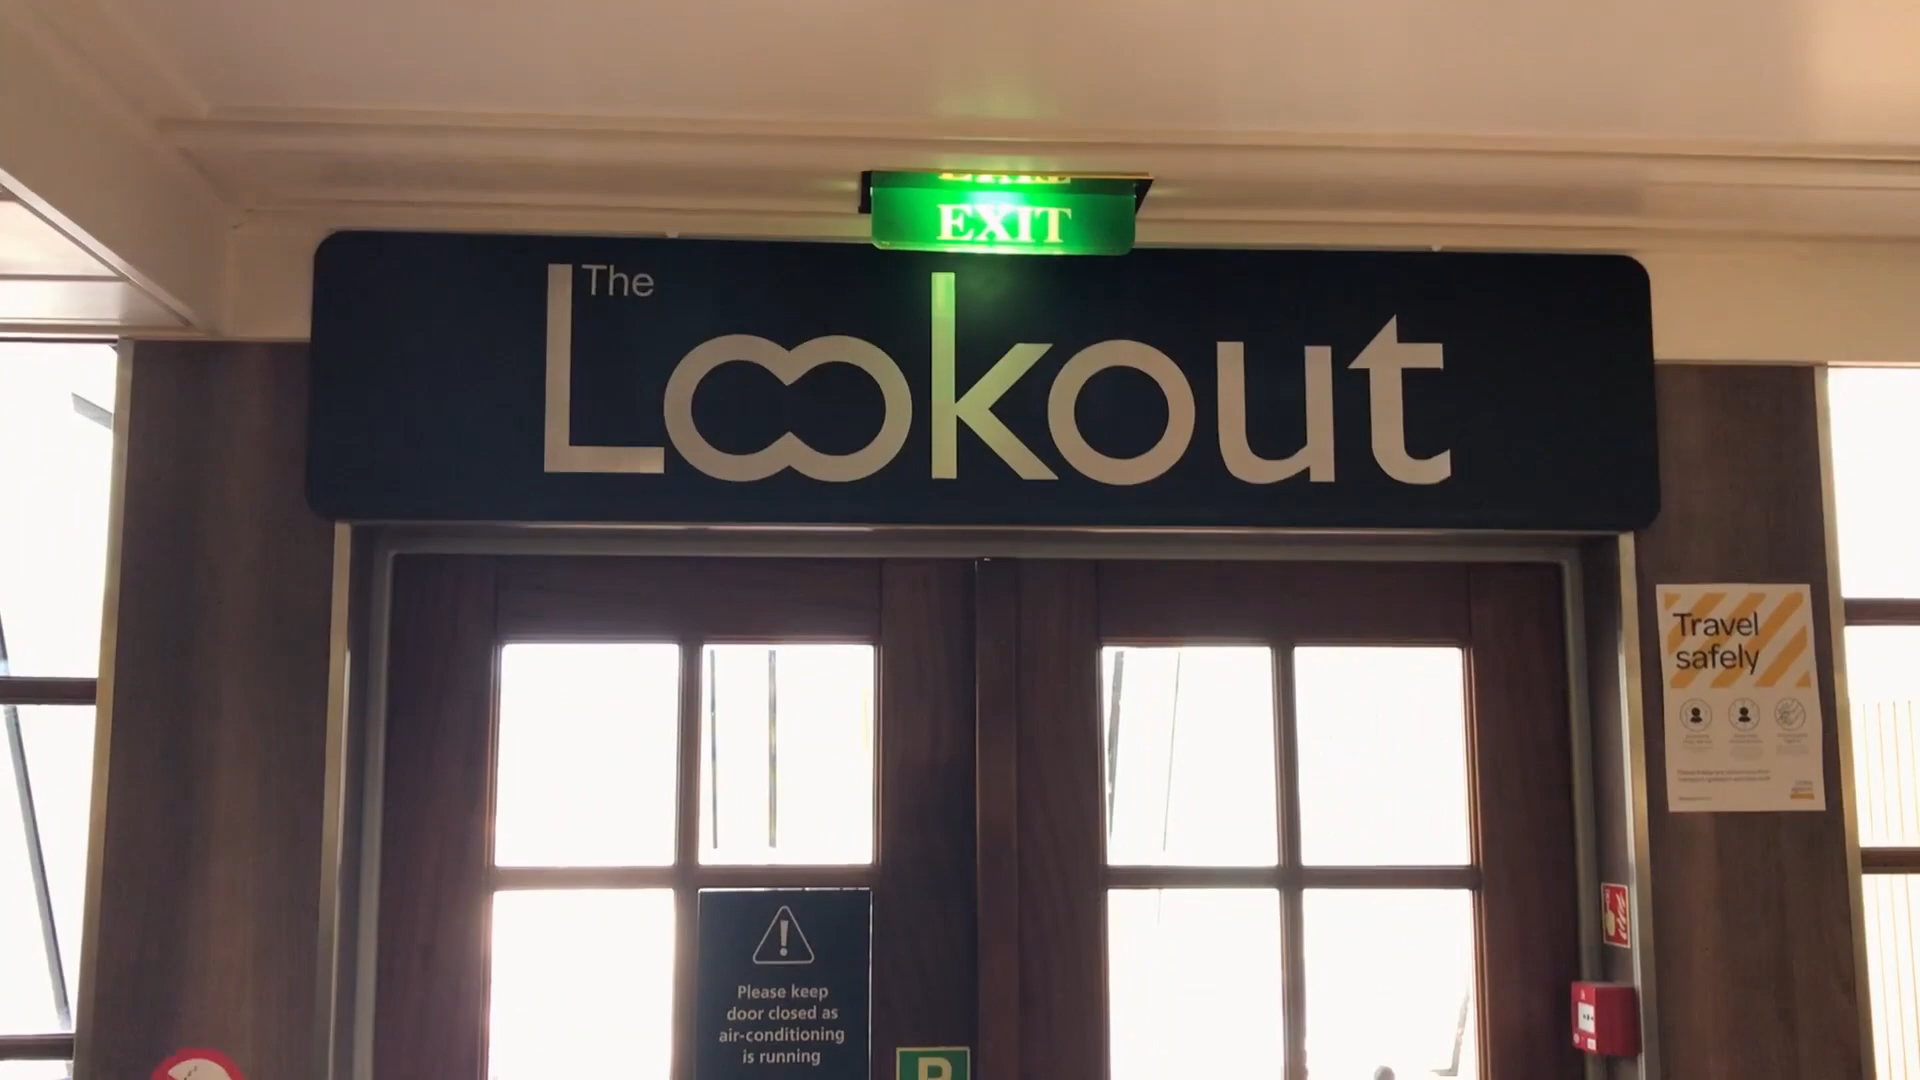 EXIT
The
Lookout
Travel
safely
Please keep
door closed as
air-conditioning
is running